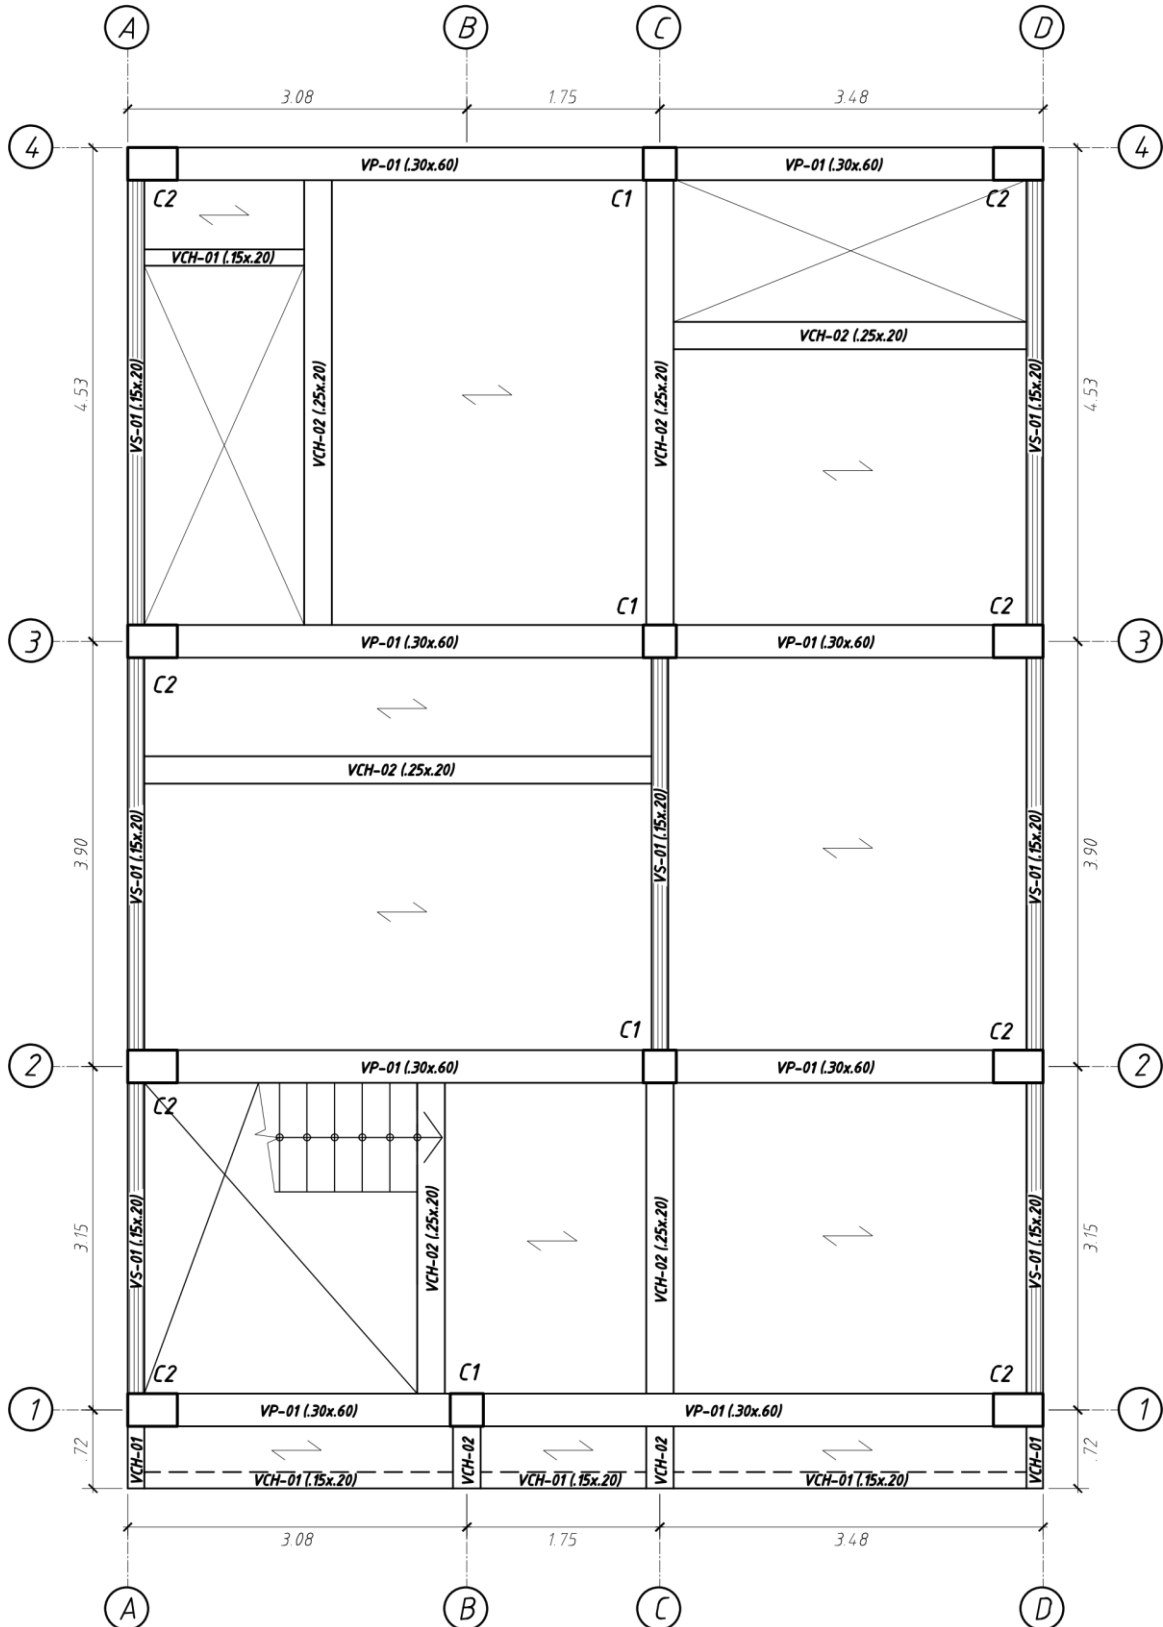 A B C D
3.08 1.75 3.48
4 4
VP-01 (.30x.60) VP-01 (.30x.60)
C2 C1 C2
VCH-01 (.15x.20)
VCH-02 (.25x.20)
4.53 VS-01 (.15x.20) VCH-02 (.25x.20) VCH-02 (.25x.20) VS-01 (.15x.20) 4.53
C1 C2
3 VP-01 (.30x.60) VP-01 (.30x.60) 3
C2
VCH-02 (.25x.20)
3.90 VS-01 (.15x.20) VS-01 (.15x.20) VS-01 (.15x.20) 3.90
C1 C2
2 VP-01 (.30x.60) VP-01 (.30x.60) 2
C2
3.15 VS-01 (.15x.20) VCH-02 (.25x.20) VCH-02 (.25x.20) VS-01 (.15x.20) 3.15
C2 C1 C2
1 VP-01 (.30x.60) VP-01 (.30x.60) 1
.72 VCH-01 VCH-02 VCH-02 VCH-01 .72
VCH-01 (.15x.20) VCH-01 (.15x.20) VCH-01 (.15x.20)
3.08 1.75 3.48
A B C D